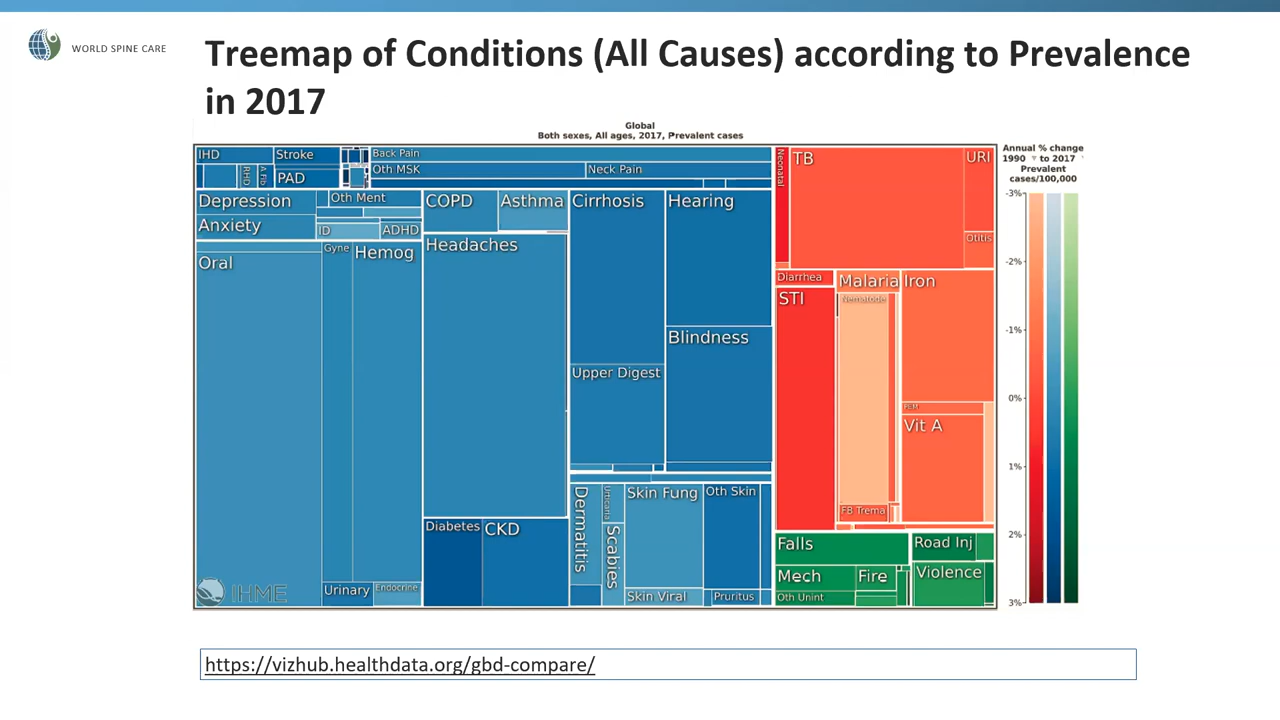 WORLD SPINE CARE
Treemap of Conditions (All Causes) according to Prevalence
in 2017
Global
Both sexes, All ages, 2017, Prevalent cases
IHD
Stroke
RHD
A Fib
PAD
Back Pain
Oth MSK
Neck Pain
Depression
Oth Ment
Anxiety
ID
ADHD
COPD
Asthma
Cirrhosis
Hearing
Oral
Gyne
Hemog
Headaches
Blindness
Upper Digest
Diabetes
CKD
Urinary
Endocrine
Dermatitis
Urticaria
Scabies
Skin Fung
Oth Skin
Skin Viral
Pruritus
IHME
Neonatal
TB
URI
Otitis
Diarrhea
STI
Malaria
Nematode
Iron
PEM
Vit A
FB Trema
Falls
Road Inj
Mech
Fire
Violence
Oth Unint
Annual % change
1990 to 2017
Prevalent
cases/100,000
-3%
-2%
-1%
0%
1%
2%
3%
https://vizhub.healthdata.org/gbd-compare/